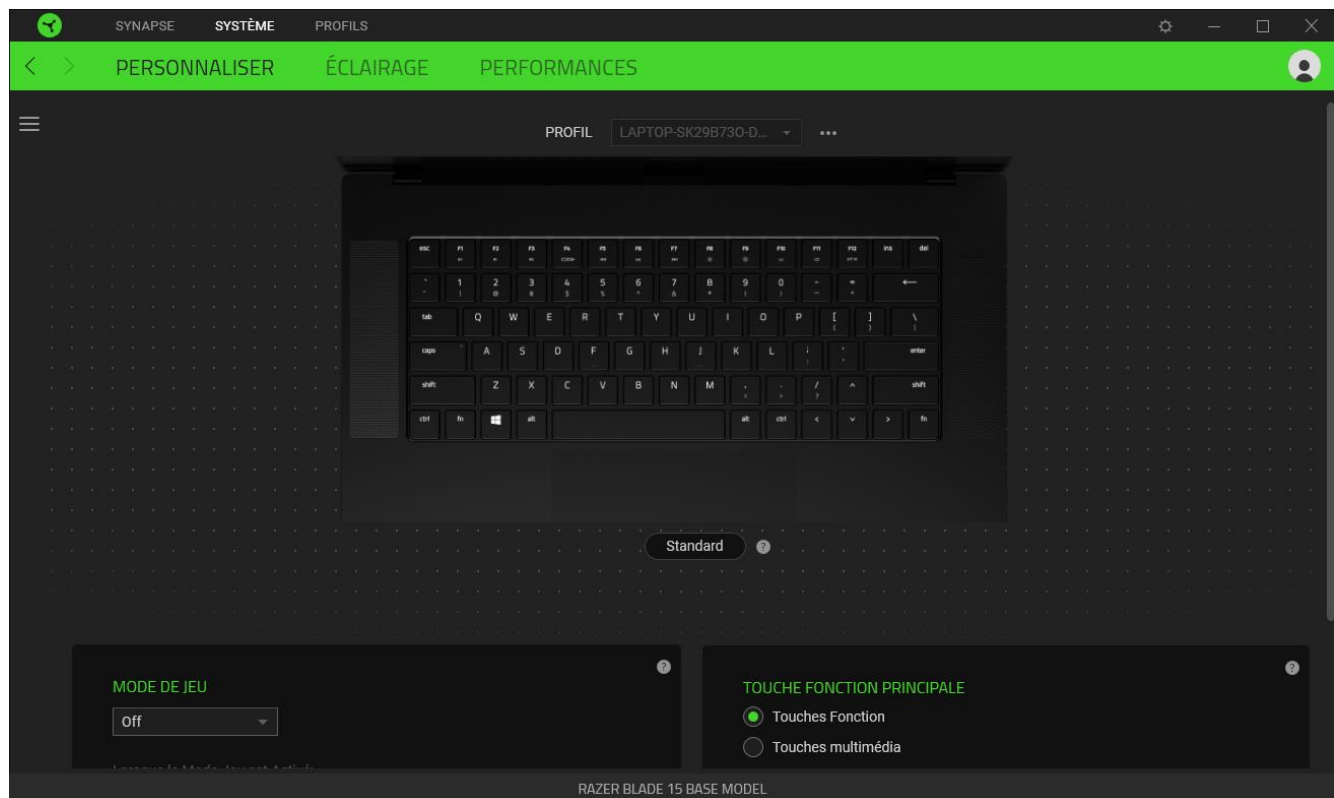 SYNAPSE SYSTÈME PROFILS
PERSONNALISER ÉCLAIRAGE PERFORMANCES
PROFIL LAPTOP-SK29B73O-D... •••
esc F1 F2 F3 F4 F5 F6 F7 F8 F9 F10 F11 F12 ins del
1 2 3 4 5 6 7 8 9 0
tab Q W E R T Y U I O P [ ] \
caps A S D F G H J K L enter
shift Z X C V B N M / shift
ctrl fn alt alt ctrl fn
Standard ?
? ?
MODE DE JEU
TOUCHE FONCTION PRINCIPALE
Off
Touches Fonction
Touches multimédia
RAZER BLADE 15 BASE MODEL